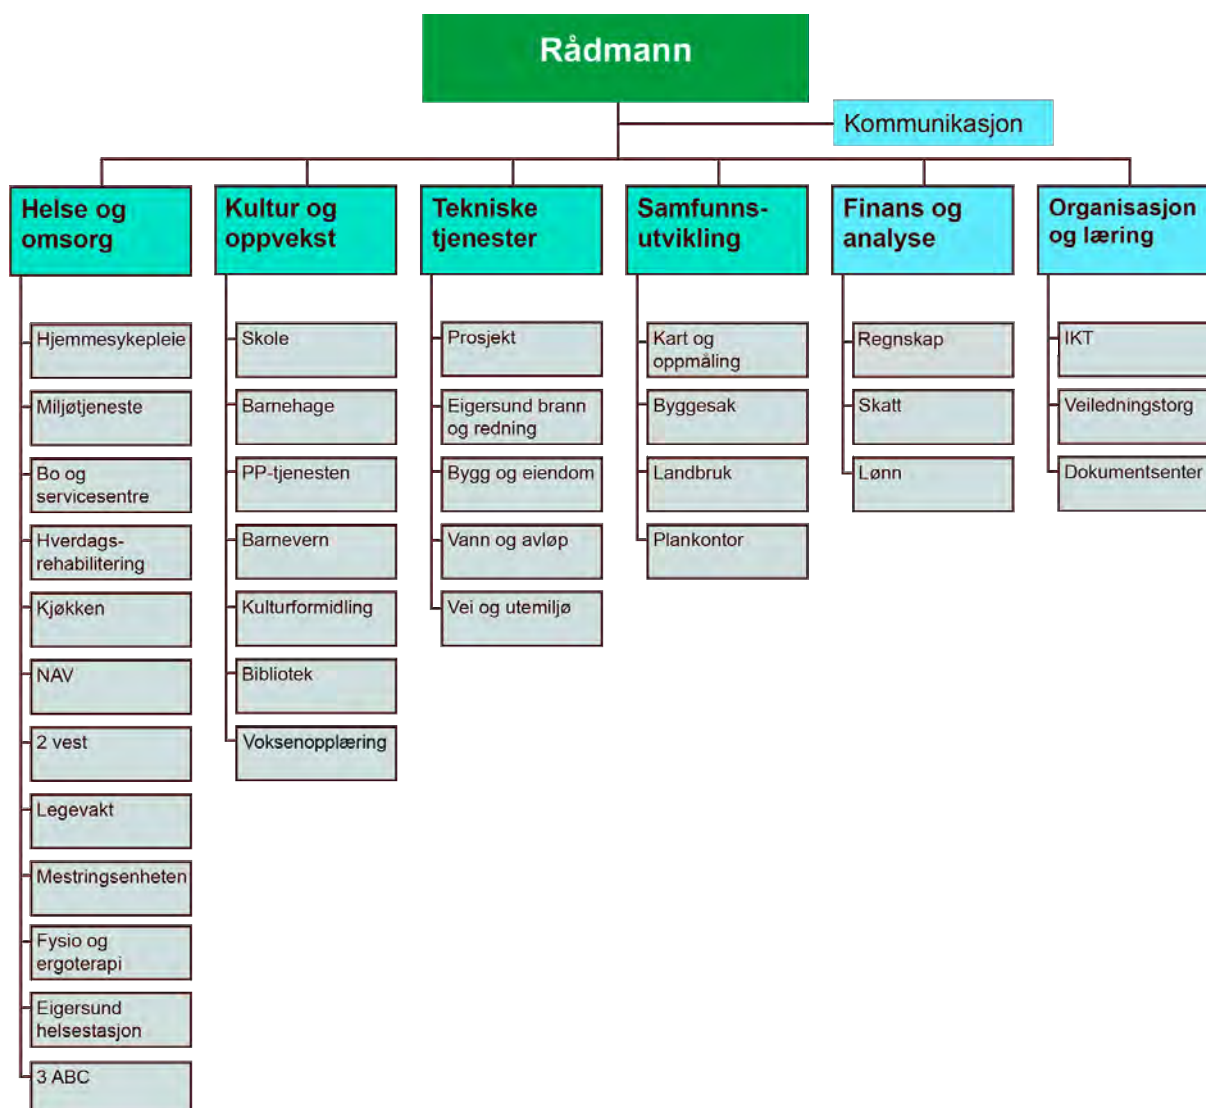 Rådmann
Kommunikasjon
Helse og
omsorg
Hjemmesykepleie
Miljøtjeneste
Bo og
servicesentre
Hverdags-
rehabilitering
Kjøkken
NAV
2 vest
Legevakt
Mestringsenheten
Fysio og
ergoterapi
Eigersund
helsestasjon
3 ABC
Kultur og
oppvekst
Skole
Barnehage
PP-tjenesten
Barnevern
Kulturformidling
Bibliotek
Voksenopplæring
Tekniske
tjenester
Prosjekt
Eigersund brann
og redning
Bygg og eiendom
Vann og avløp
Vei og utemiljø
Samfunns-
utvikling
Kart og
oppmåling
Byggesak
Landbruk
Plankontor
Finans og
analyse
Regnskap
Skatt
Lønn
Organisasjon
og læring
IKT
Veiledningstorg
Dokumentsenter